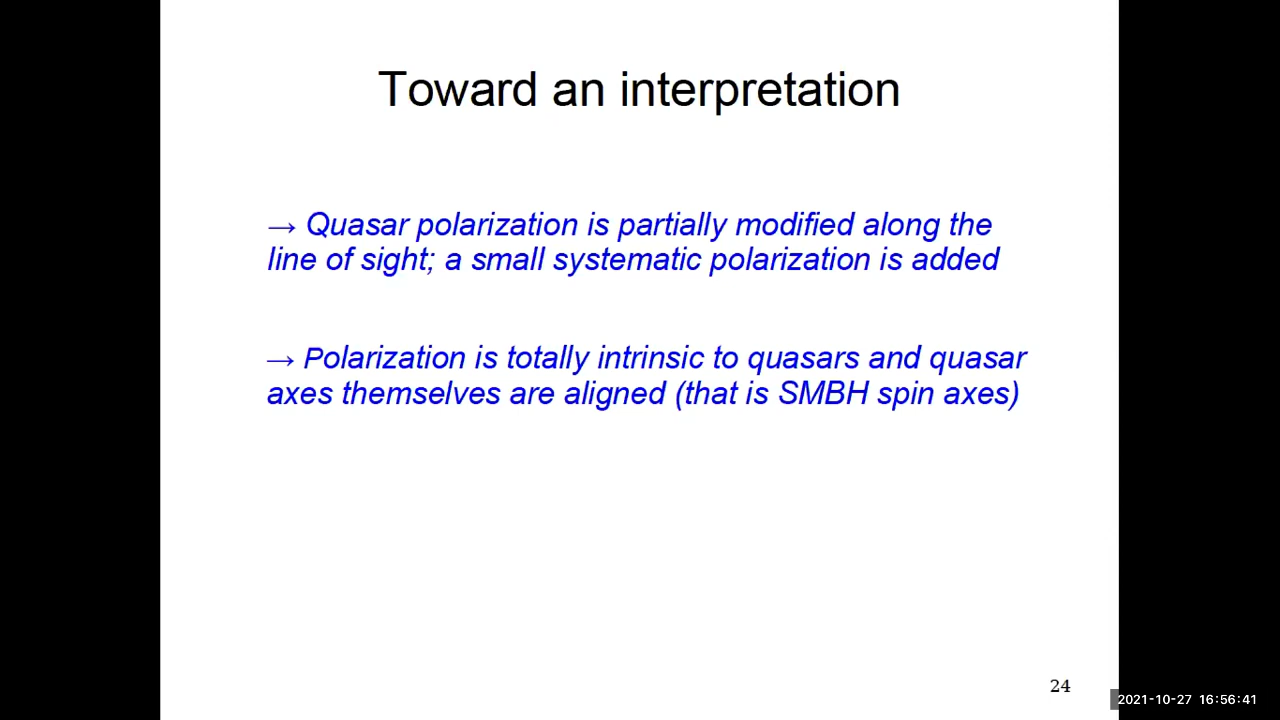 Toward an interpretation
→ Quasar polarization is partially modified along the
line of sight; a small systematic polarization is added
→ Polarization is totally intrinsic to quasars and quasar
axes themselves are aligned (that is SMBH spin axes)
24
2021-10-27 16:56:41